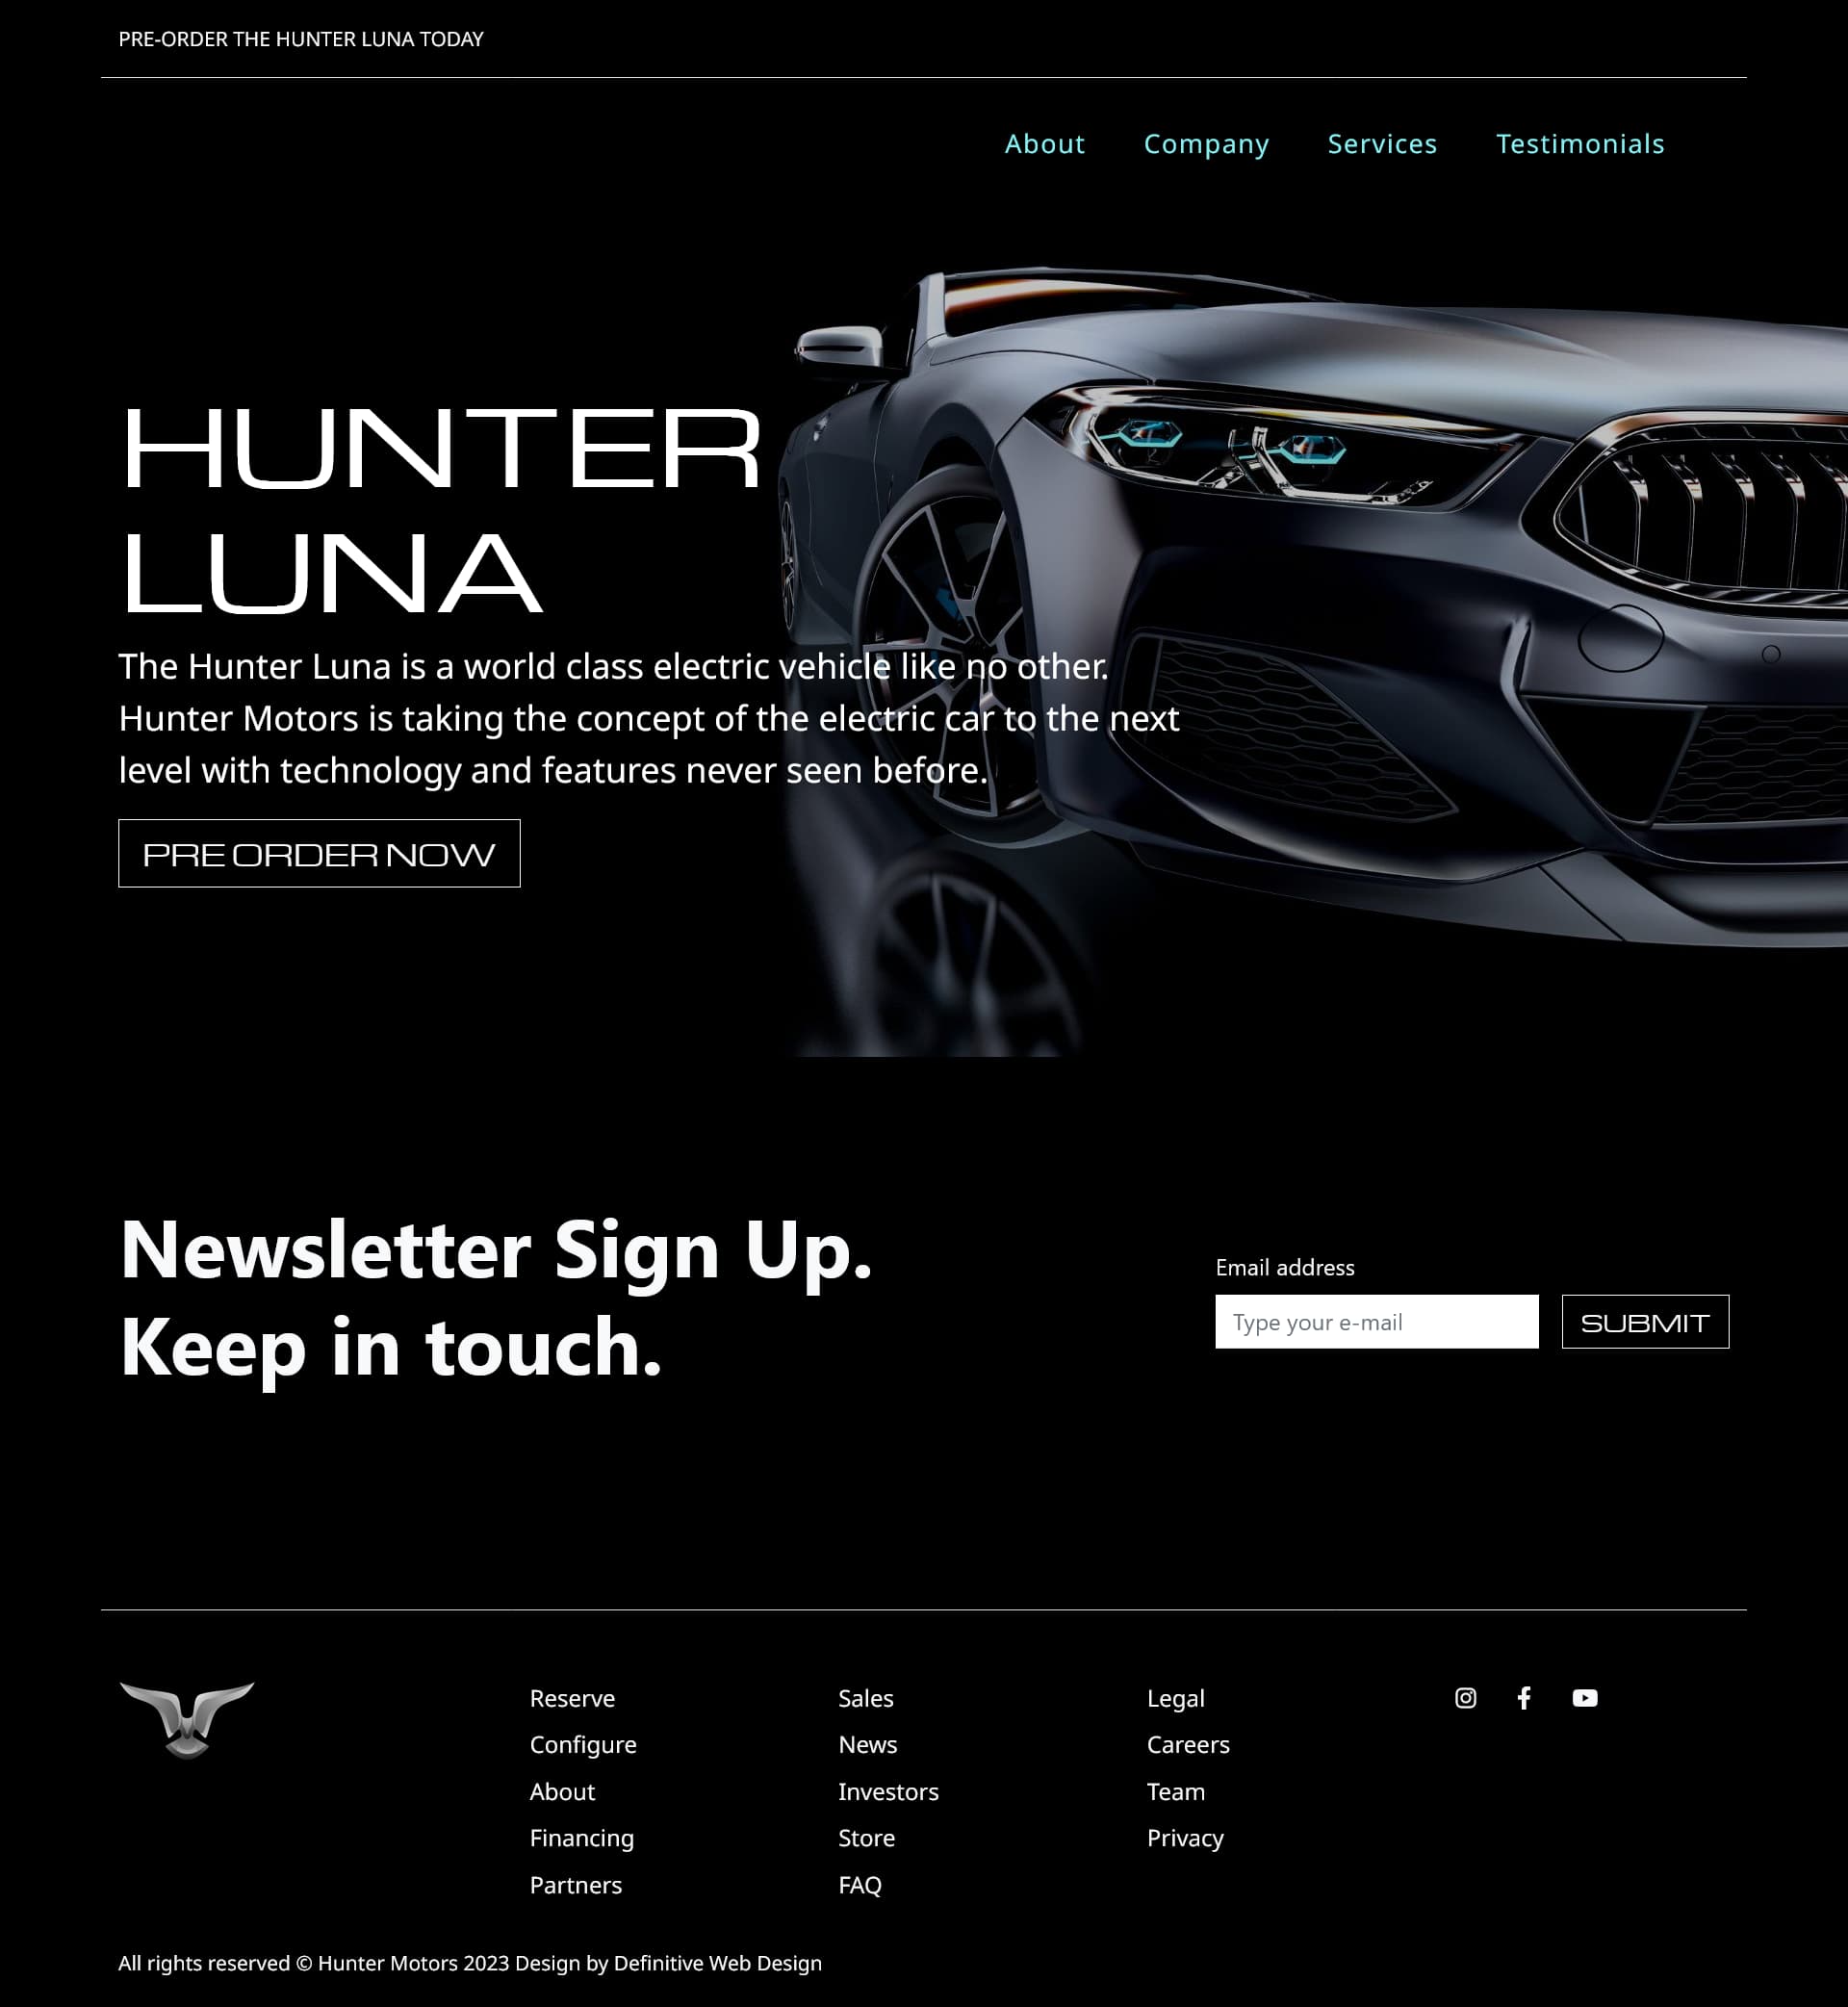 PRE-ORDER THE HUNTER LUNA TODAY
About Company Services Testimonials
HUNTER
LUNA
The Hunter Luna is a world class electric vehicle like no other.
Hunter Motors is taking the concept of the electric car to the next
level with technology and features never seen before.
PRE ORDER NOW
Newsletter Sign Up.
Keep in touch.
Email address
Type your e-mail
SUBMIT
Reserve
Configure
About
Financing
Partners
Sales
News
Investors
Store
FAQ
Legal
Careers
Team
Privacy
All rights reserved © Hunter Motors 2023 Design by Definitive Web Design